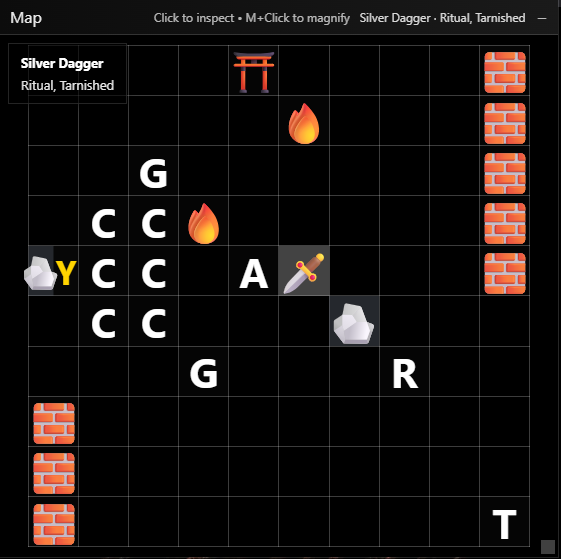 Map Click to inspect • M+Click to magnify Silver Dagger · Ritual, Tarnished –
Silver Dagger
Ritual, Tarnished
G
C C
Y C C A
C C
G R
T